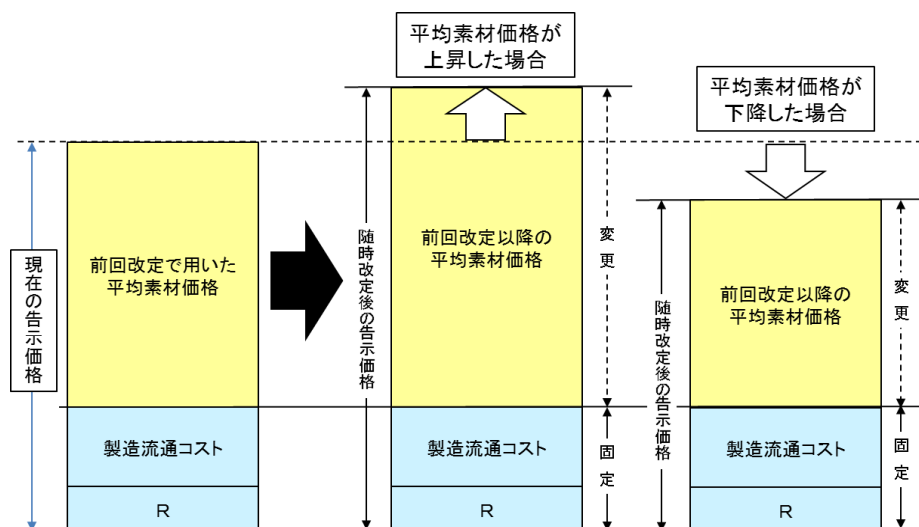 平均素材価格が
上昇した場合
平均素材価格が
下降した場合
現在の告示価格
前回改定で用いた
平均素材価格
製造流通コスト
R
随時改定後の告示価格
前回改定以降の
平均素材価格
製造流通コスト
R
変更
固定
随時改定後の告示価格
前回改定以降の
平均素材価格
製造流通コスト
R
変更
固定